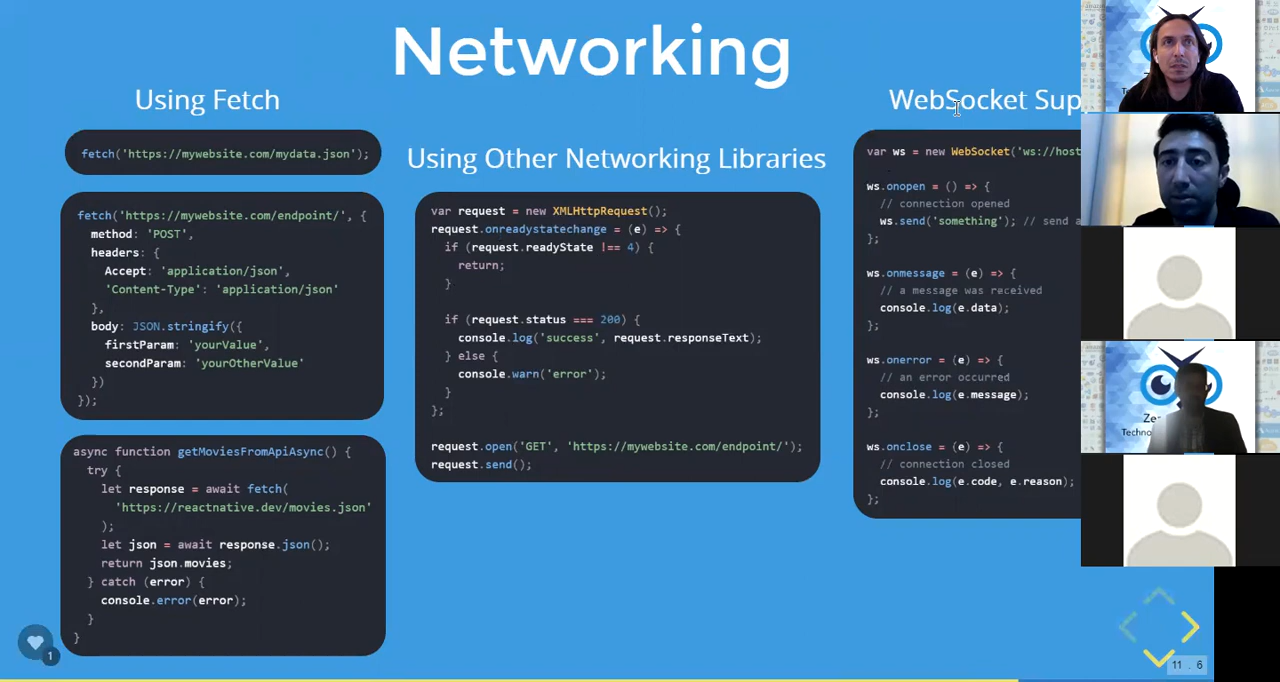 Networking
Using Fetch
fetch('https://mywebsite.com/mydata.json');
fetch('https://mywebsite.com/endpoint/', {
method: 'POST',
headers: {
Accept: 'application/json',
'Content-Type': 'application/json'
},
body: JSON.stringify({
firstParam: 'yourValue',
secondParam: 'yourOtherValue'
})
});
async function getMoviesFromApiAsync() {
try {
let response = await fetch(
'https://reactnative.dev/movies.json'
);
let json = await response.json();
return json.movies;
} catch (error) {
console.error(error);
}
}
Using Other Networking Libraries
var request = new XMLHttpRequest();
request.onreadystatechange = (e) => {
if (request.readyState !== 4) {
return;
}
if (request.status === 200) {
console.log('success', request.responseText);
} else {
console.warn('error');
}
};
request.open('GET', 'https://mywebsite.com/endpoint/');
request.send();
WebSocket Sup
var ws = new WebSocket('ws://host
ws.onopen = () => {
// connection opened
ws.send('something'); // send a
};
ws.onmessage = (e) => {
// a message was received
console.log(e.data);
};
ws.onerror = (e) => {
// an error occurred
console.log(e.message);
};
ws.onclose = (e) => {
// connection closed
console.log(e.code, e.reason);
};
1
11 . 6